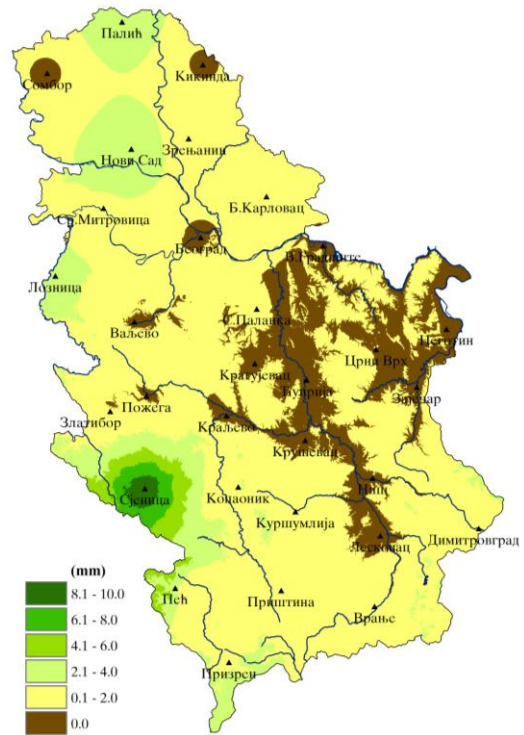 Палић
Кикинда
Сомбор
Зрењанин
Нови Сад
Б.Карловац
Ср.Митровица
Београд
В.Градиште
Лозница
С.Паланка
Ваљево
Неготин
Црни Врх
Крагујевац
Ћуприја
Зајечар
Пожега
Златибор
Краљево
Крушевац
Ниш
Сјеница
Копаоник
Куршумлија
Димитровград
Лесковац
(mm)
8.1 - 10.0
Пећ
Приштина
6.1 - 8.0
Врање
4.1 - 6.0
2.1 - 4.0
Призрен
0.1 - 2.0
0.0